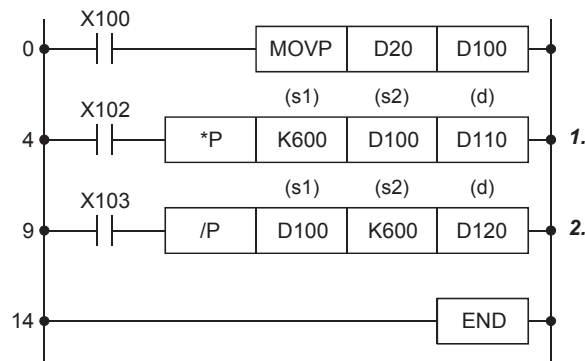 X100
0 MOVP D20 D100
(s1) (s2) (d)
X102
4 *P K600 D100 D110 1.
(s1) (s2) (d)
X103
9 /P D100 K600 D120 2.
14 END